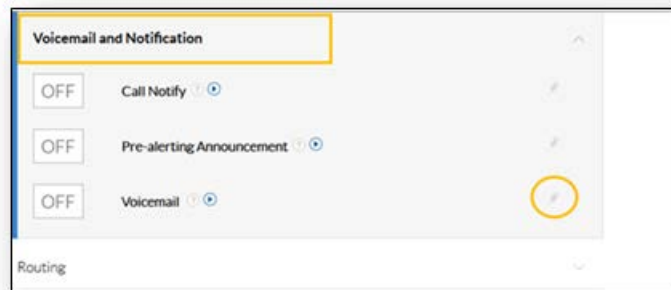 Voicemail and Notification
OFF Call Notify ?
OFF Pre-alerting Announcement ?
OFF Voicemail ?
Routing